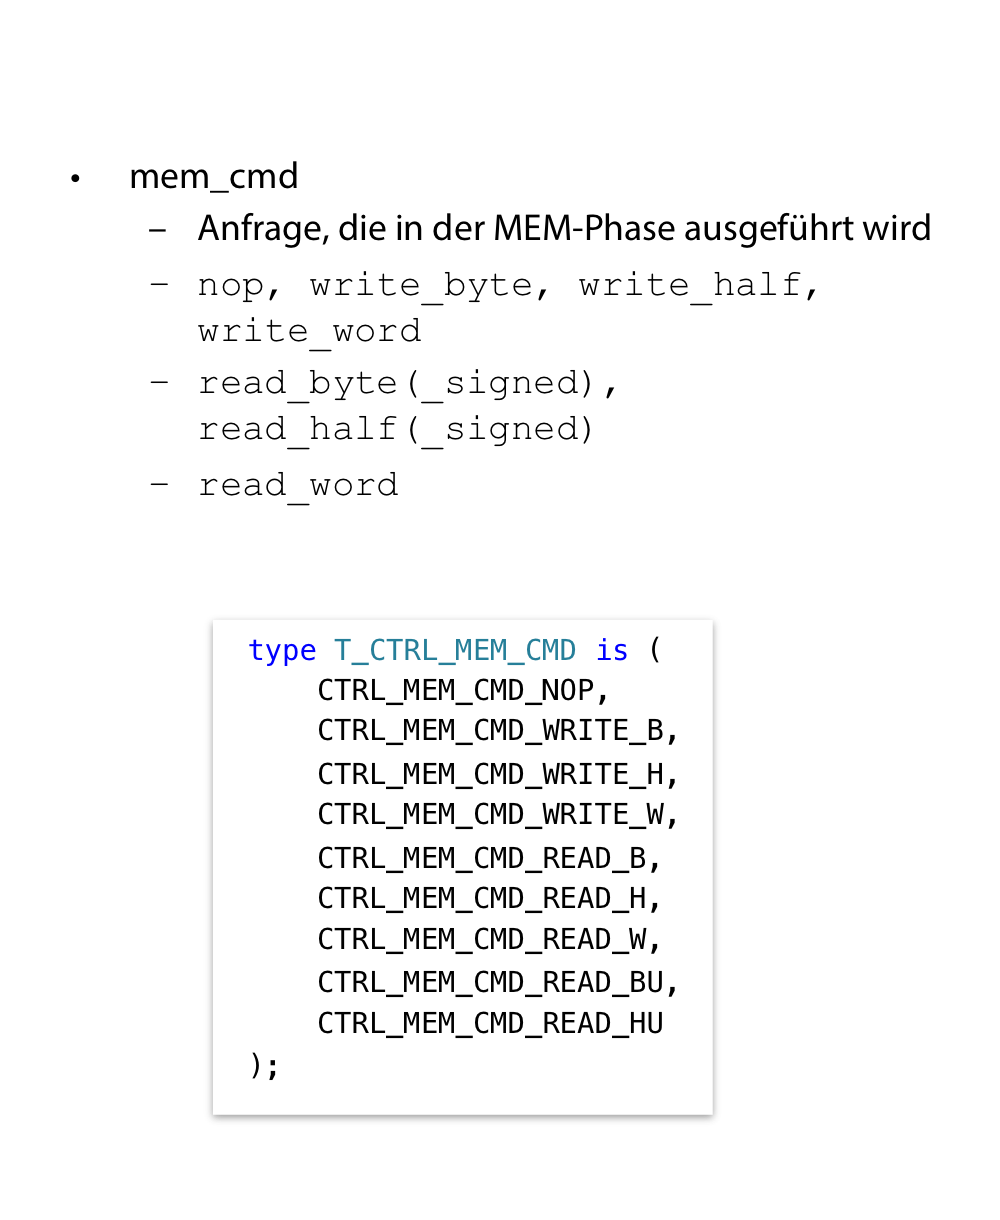 • mem_cmd
– Anfrage, die in der MEM-Phase ausgeführt wird
– nop, write_byte, write_half,
write_word
– read_byte(_signed),
read_half(_signed)
– read_word
type T_CTRL_MEM_CMD is (
    CTRL_MEM_CMD_NOP,
    CTRL_MEM_CMD_WRITE_B,
    CTRL_MEM_CMD_WRITE_H,
    CTRL_MEM_CMD_WRITE_W,
    CTRL_MEM_CMD_READ_B,
    CTRL_MEM_CMD_READ_H,
    CTRL_MEM_CMD_READ_W,
    CTRL_MEM_CMD_READ_BU,
    CTRL_MEM_CMD_READ_HU
);